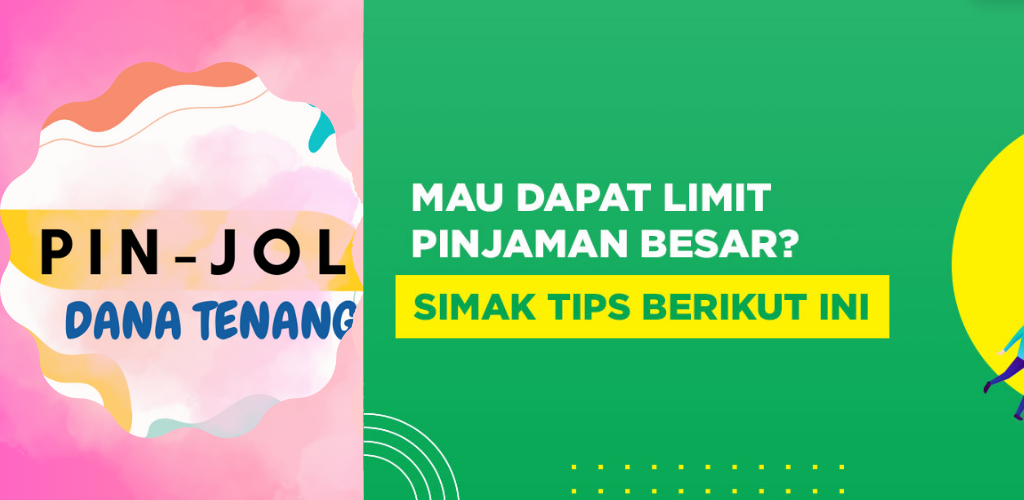 PIN-JOL
DANA TENANG
MAU DAPAT LIMIT
PINJAMAN BESAR?
SIMAK TIPS BERIKUT INI